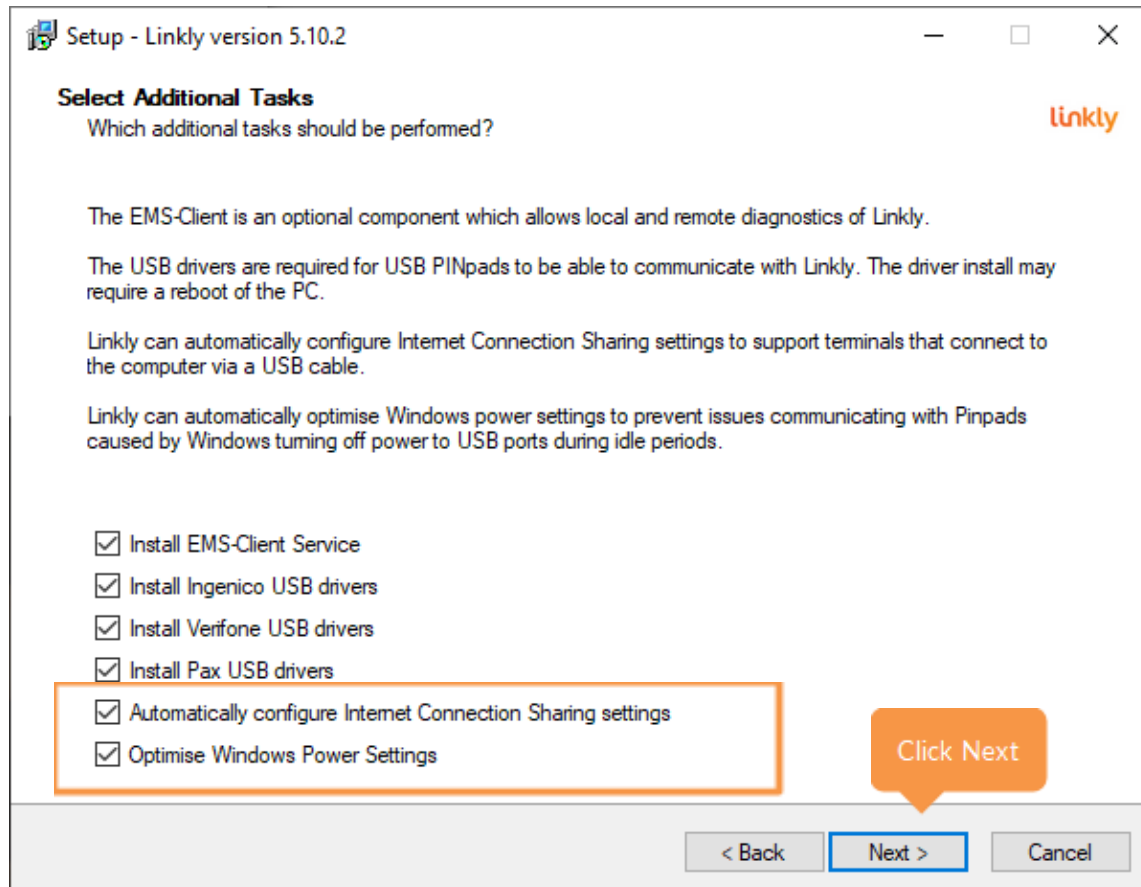 Setup - Linkly version 5.10.2
Select Additional Tasks
Which additional tasks should be performed?
linkly
The EMS-Client is an optional component which allows local and remote diagnostics of Linkly.
The USB drivers are required for USB PINpads to be able to communicate with Linkly. The driver install may
require a reboot of the PC.
Linkly can automatically configure Internet Connection Sharing settings to support terminals that connect to
the computer via a USB cable.
Linkly can automatically optimise Windows power settings to prevent issues communicating with Pinpads
caused by Windows turning off power to USB ports during idle periods.
Install EMS-Client Service
Install Ingenico USB drivers
Install Verifone USB drivers
Install Pax USB drivers
Automatically configure Internet Connection Sharing settings
Optimise Windows Power Settings
Click Next
< Back
Next >
Cancel